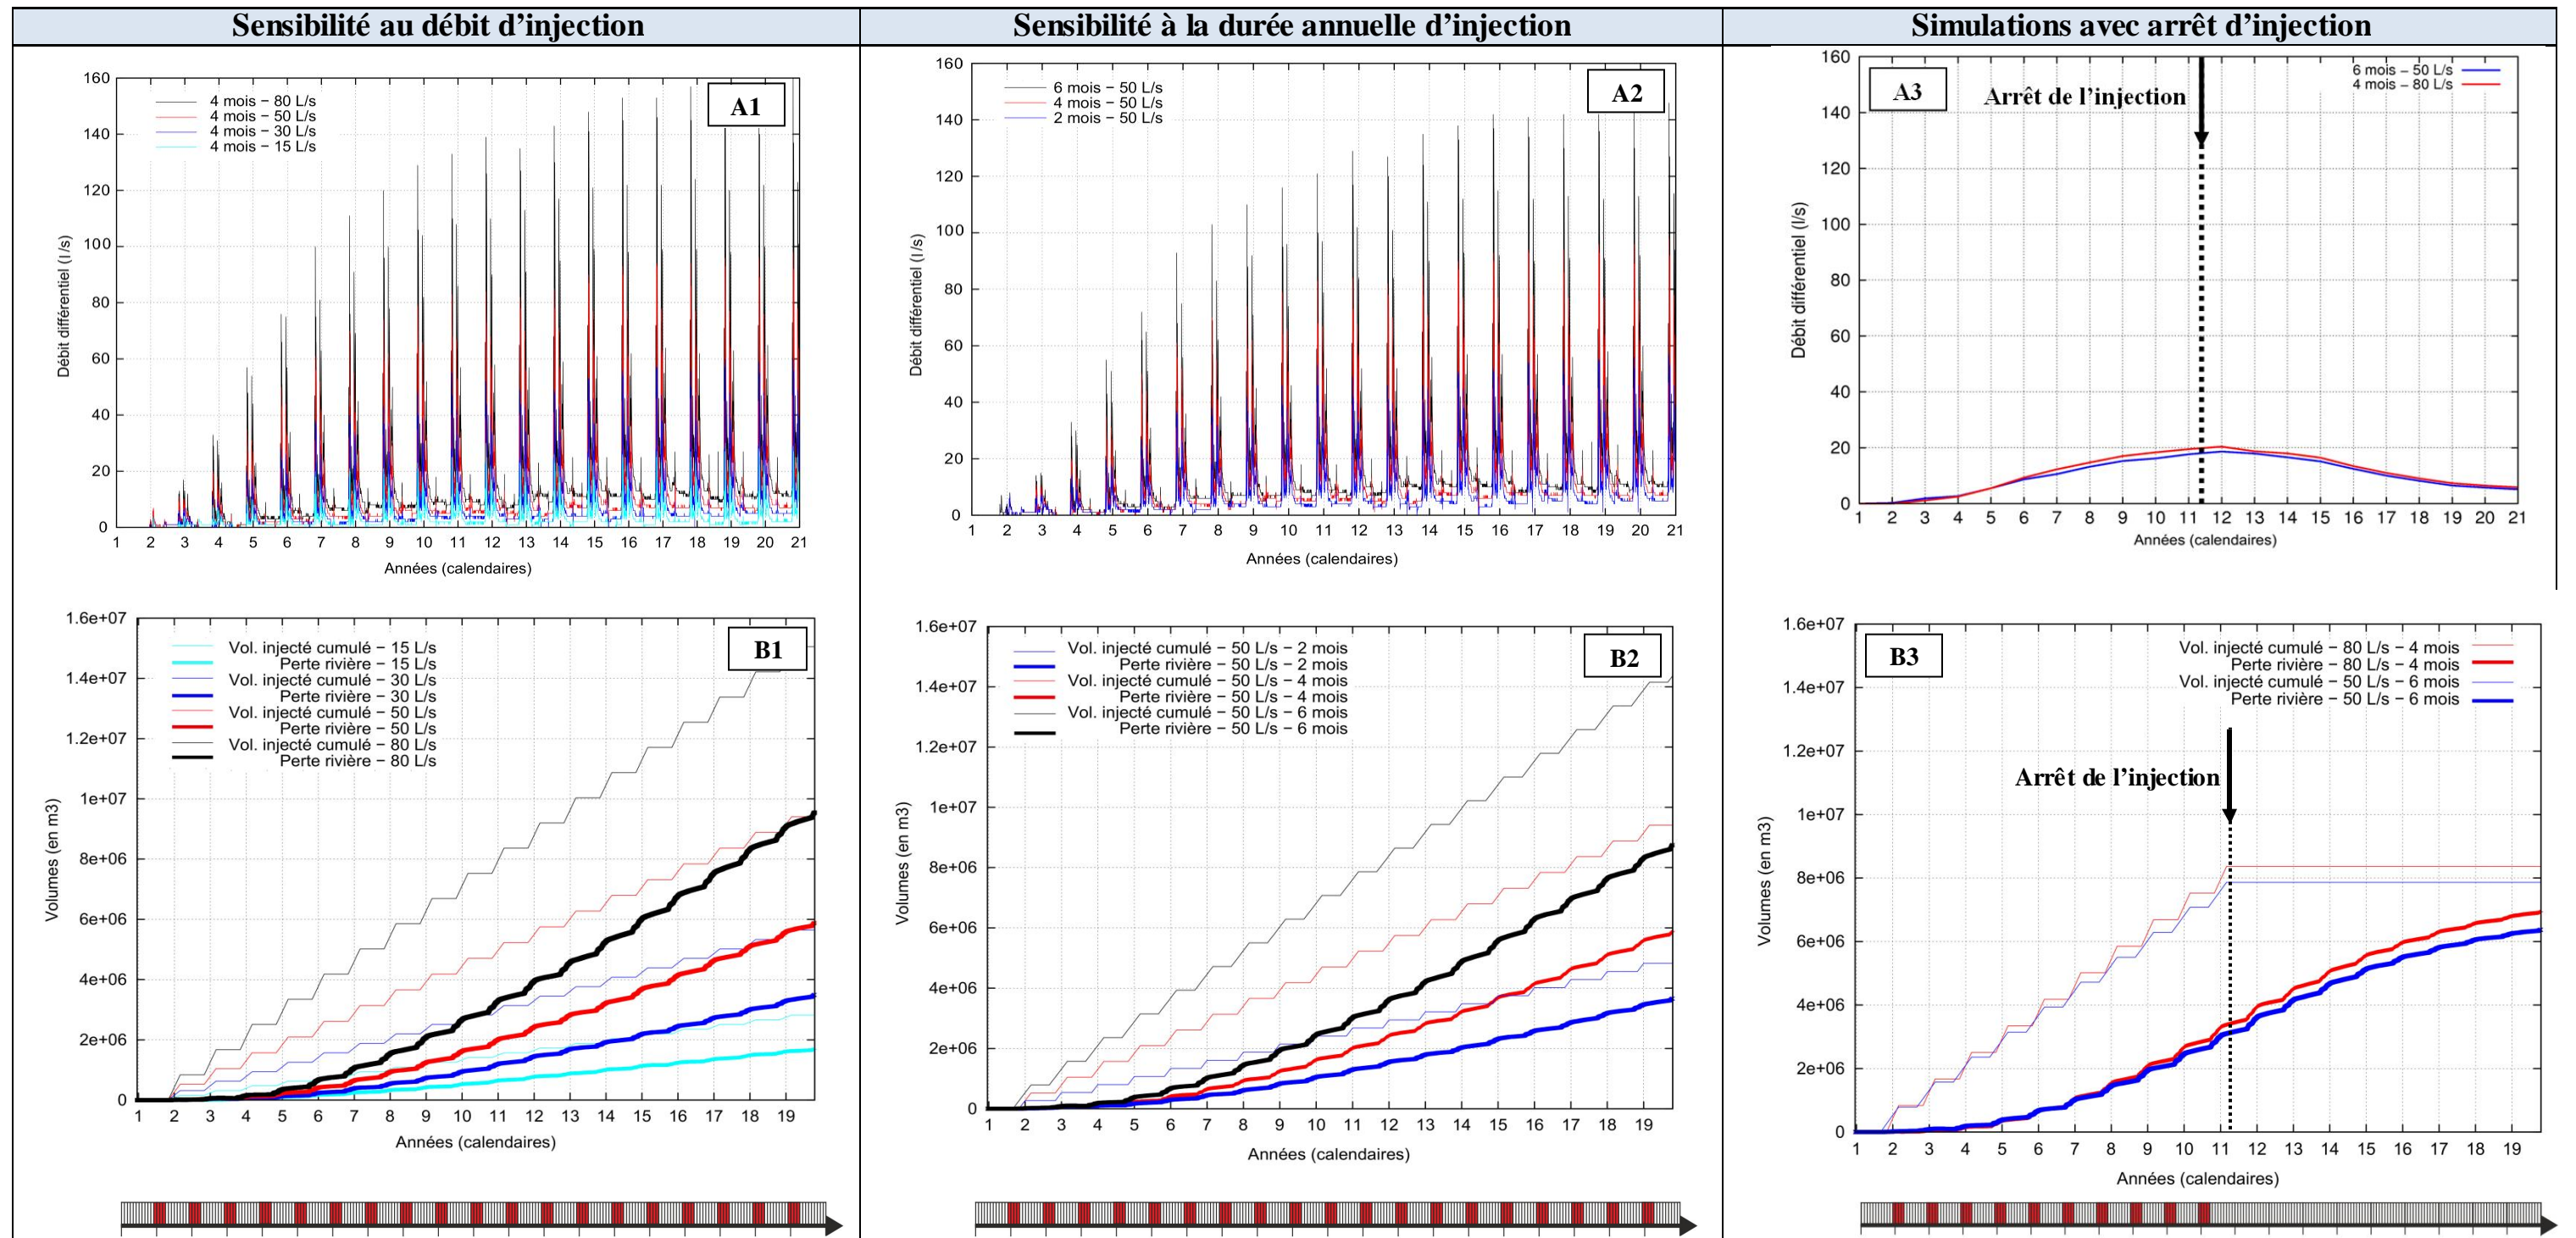 Sensibilité au débit d’injection
Sensibilité à la durée annuelle d’injection
Simulations avec arrêt d’injection
A1
4 mois − 80 L/s
4 mois − 50 L/s
4 mois − 30 L/s
4 mois − 15 L/s
Débit différentiel (l/s)
160
140
120
100
80
60
40
20
0
1 2 3 4 5 6 7 8 9 10 11 12 13 14 15 16 17 18 19 20 21
Années (calendaires)
A2
6 mois − 50 L/s
4 mois − 50 L/s
2 mois − 50 L/s
Débit différentiel (l/s)
160
140
120
100
80
60
40
20
0
1 2 3 4 5 6 7 8 9 10 11 12 13 14 15 16 17 18 19 20 21
Années (calendaires)
A3
Arrêt de l’injection
6 mois − 50 L/s
4 mois − 80 L/s
Débit différentiel (l/s)
160
140
120
100
80
60
40
20
0
1 2 3 4 5 6 7 8 9 10 11 12 13 14 15 16 17 18 19 20 21
Années (calendaires)
B1
Vol. injecté cumulé − 15 L/s
Perte rivière − 15 L/s
Vol. injecté cumulé − 30 L/s
Perte rivière − 30 L/s
Vol. injecté cumulé − 50 L/s
Perte rivière − 50 L/s
Vol. injecté cumulé − 80 L/s
Perte rivière − 80 L/s
Volumes (en m3)
1.6e+07
1.4e+07
1.2e+07
1e+07
8e+06
6e+06
4e+06
2e+06
0
1 2 3 4 5 6 7 8 9 10 11 12 13 14 15 16 17 18 19
Années (calendaires)
B2
Vol. injecté cumulé − 50 L/s − 2 mois
Perte rivière − 50 L/s − 2 mois
Vol. injecté cumulé − 50 L/s − 4 mois
Perte rivière − 50 L/s − 4 mois
Vol. injecté cumulé − 50 L/s − 6 mois
Perte rivière − 50 L/s − 6 mois
Volumes (en m3)
1.6e+07
1.4e+07
1.2e+07
1e+07
8e+06
6e+06
4e+06
2e+06
0
1 2 3 4 5 6 7 8 9 10 11 12 13 14 15 16 17 18 19
Années (calendaires)
B3
Vol. injecté cumulé − 80 L/s − 4 mois
Perte rivière − 80 L/s − 4 mois
Vol. injecté cumulé − 50 L/s − 6 mois
Perte rivière − 50 L/s − 6 mois
Arrêt de l’injection
Volumes (en m3)
1.6e+07
1.4e+07
1.2e+07
1e+07
8e+06
6e+06
4e+06
2e+06
0
1 2 3 4 5 6 7 8 9 10 11 12 13 14 15 16 17 18 19
Années (calendaires)